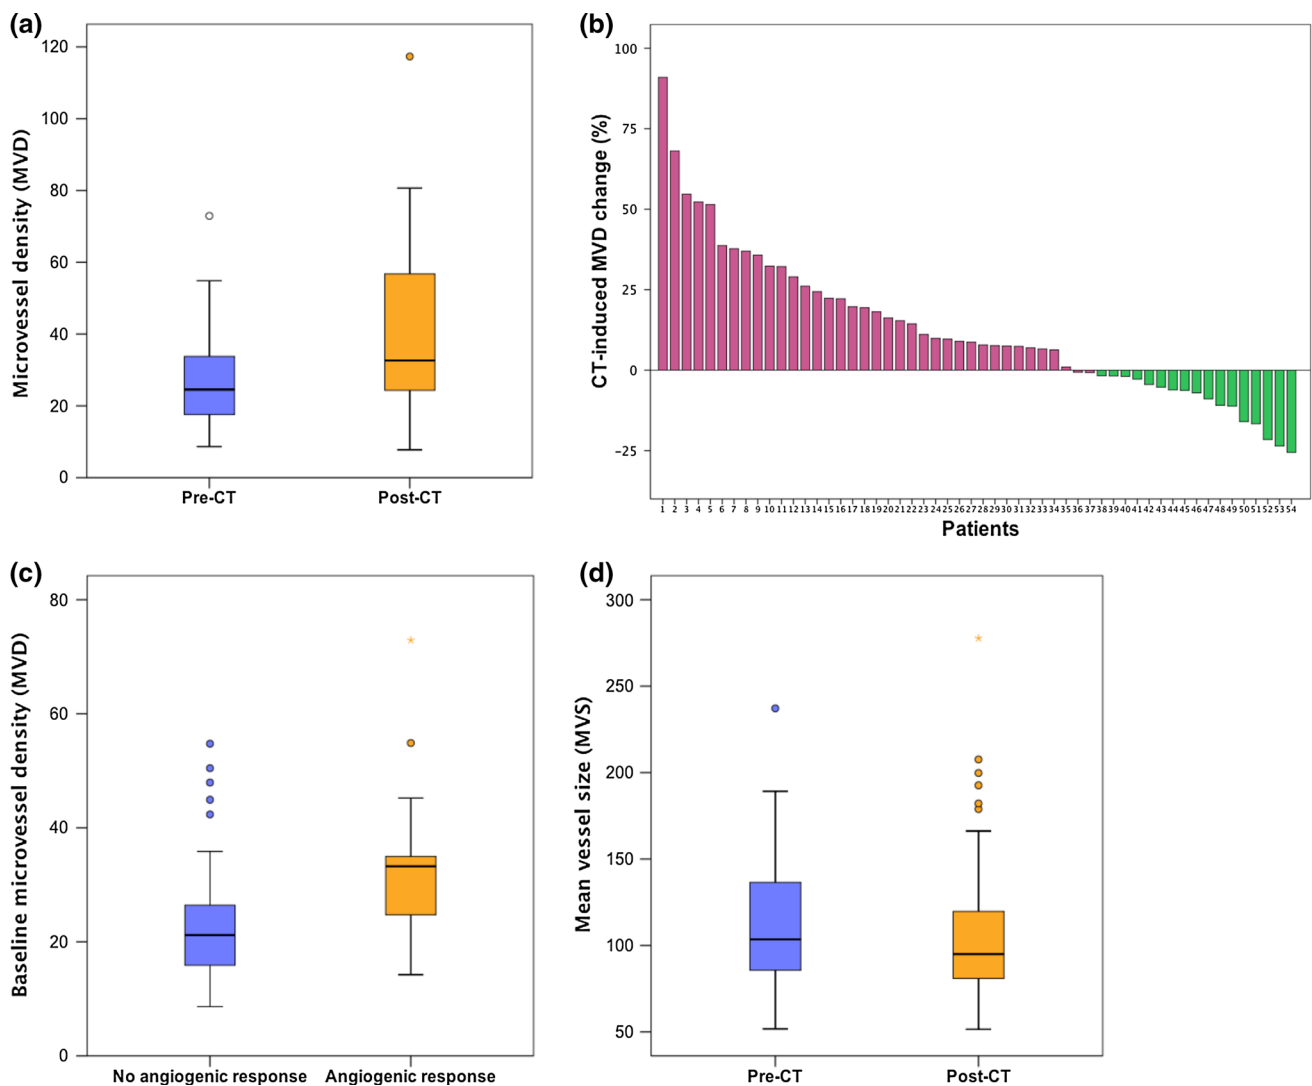 (a)
Microvessel density (MVD)
120
100
80
60
40
20
0
Pre-CT Post-CT
(b)
CT-induced MVD change (%)
100
75
50
25
0
-25
1 2 3 4 5 6 7 8 9 10 11 12 13 14 15 16 17 18 19 20 21 22 23 24 25 26 27 28 29 30 31 32 33 34 35 36 37 38 39 40 41 42 43 44 45 46 47 48 49 50 51 52 53 54
Patients
(c)
Baseline microvessel density (MVD)
80
60
40
20
0
No angiogenic response Angiogenic response
(d)
Mean vessel size (MVS)
300
250
200
150
100
50
Pre-CT Post-CT